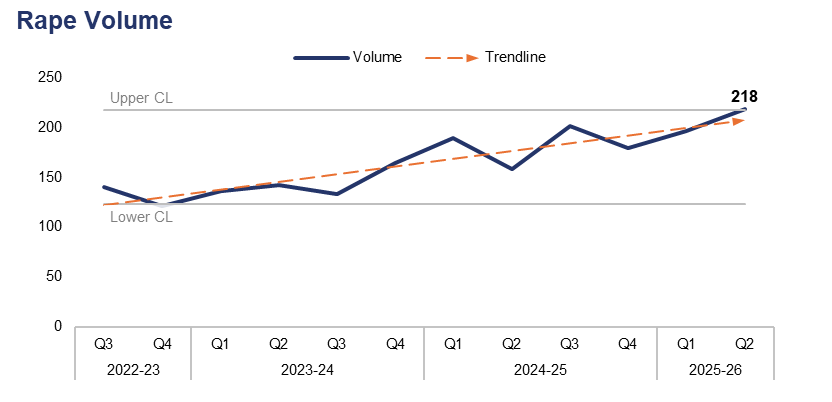 Rape Volume
Volume Trendline
250
Upper CL
218
200
150
Lower CL
100
50
0
Q3 Q4 Q1 Q2 Q3 Q4 Q1 Q2 Q3 Q4 Q1 Q2
2022-23 2023-24 2024-25 2025-26